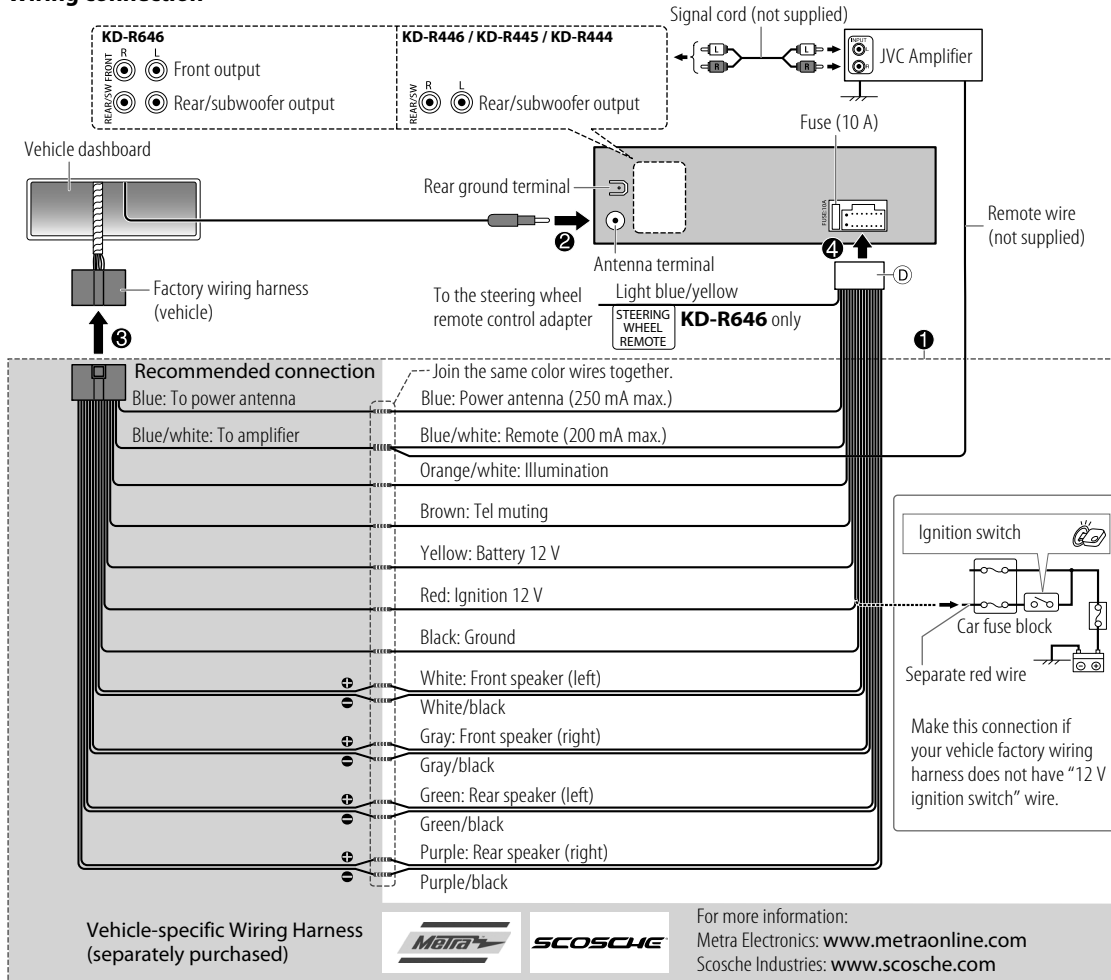 Wiring connection
Signal cord (not supplied)
KD-R646
R L
FRONT
Front output
REAR/SW
Rear/subwoofer output
KD-R446 / KD-R445 / KD-R444
REAR/SW
R L
Rear/subwoofer output
L
R
L
R
INPUT
L
R
JVC Amplifier
Fuse (10 A)
Vehicle dashboard
Rear ground terminal
FUSE:10A
Remote wire
(not supplied)
2
4
Antenna terminal
D
Factory wiring harness
(vehicle)
To the steering wheel
remote control adapter
Light blue/yellow
STEERING
WHEEL
REMOTE
KD-R646 only
3
1
Recommended connection
Join the same color wires together.
Blue: To power antenna
Blue: Power antenna (250 mA max.)
Blue/white: To amplifier
Blue/white: Remote (200 mA max.)
Orange/white: Illumination
Brown: Tel muting
Yellow: Battery 12 V
Red: Ignition 12 V
Black: Ground
White: Front speaker (left)
White/black
Gray: Front speaker (right)
Gray/black
Green: Rear speaker (left)
Green/black
Purple: Rear speaker (right)
Purple/black
Ignition switch
Car fuse block
Separate red wire
Make this connection if
your vehicle factory wiring
harness does not have “12 V
ignition switch” wire.
Vehicle-specific Wiring Harness
(separately purchased)
Metra
SCOSCHE
For more information:
Metra Electronics: www.metraonline.com
Scosche Industries: www.scosche.com